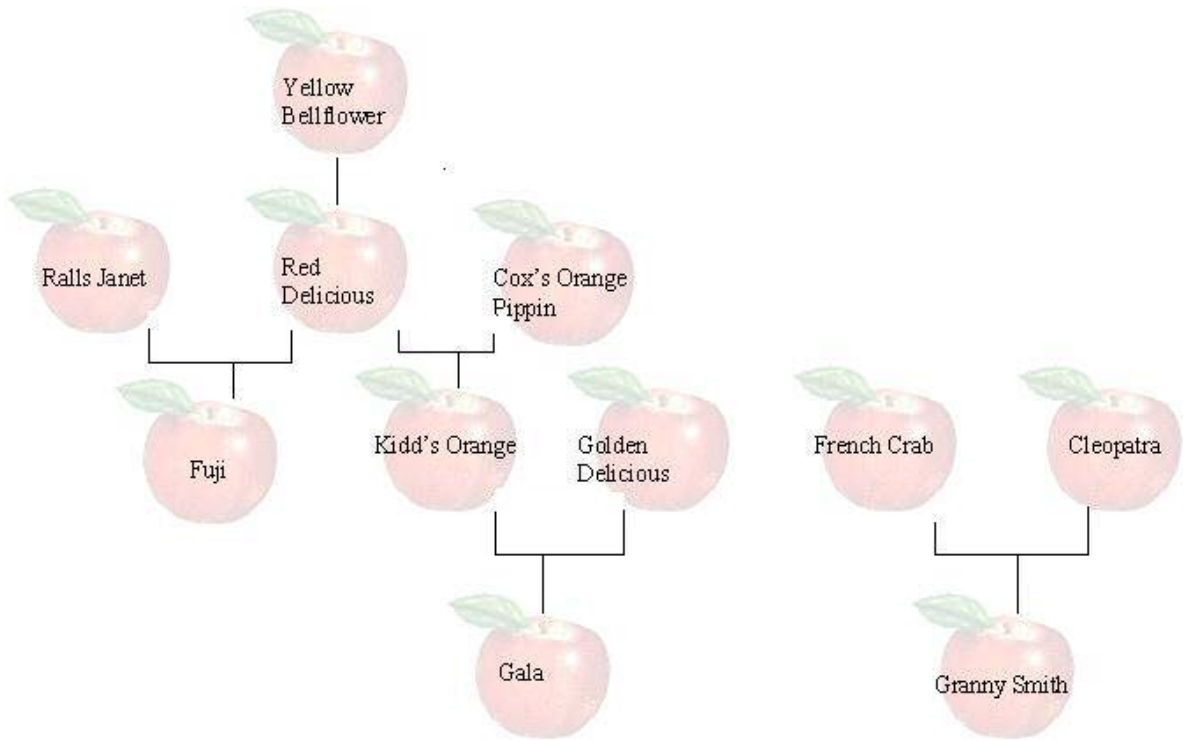 Yellow
Bellflower
Ralls Janet
Red
Delicious
Cox's Orange
Pippin
Fuji
Kidd's Orange
Golden
Delicious
French Crab
Cleopatra
Gala
Granny Smith